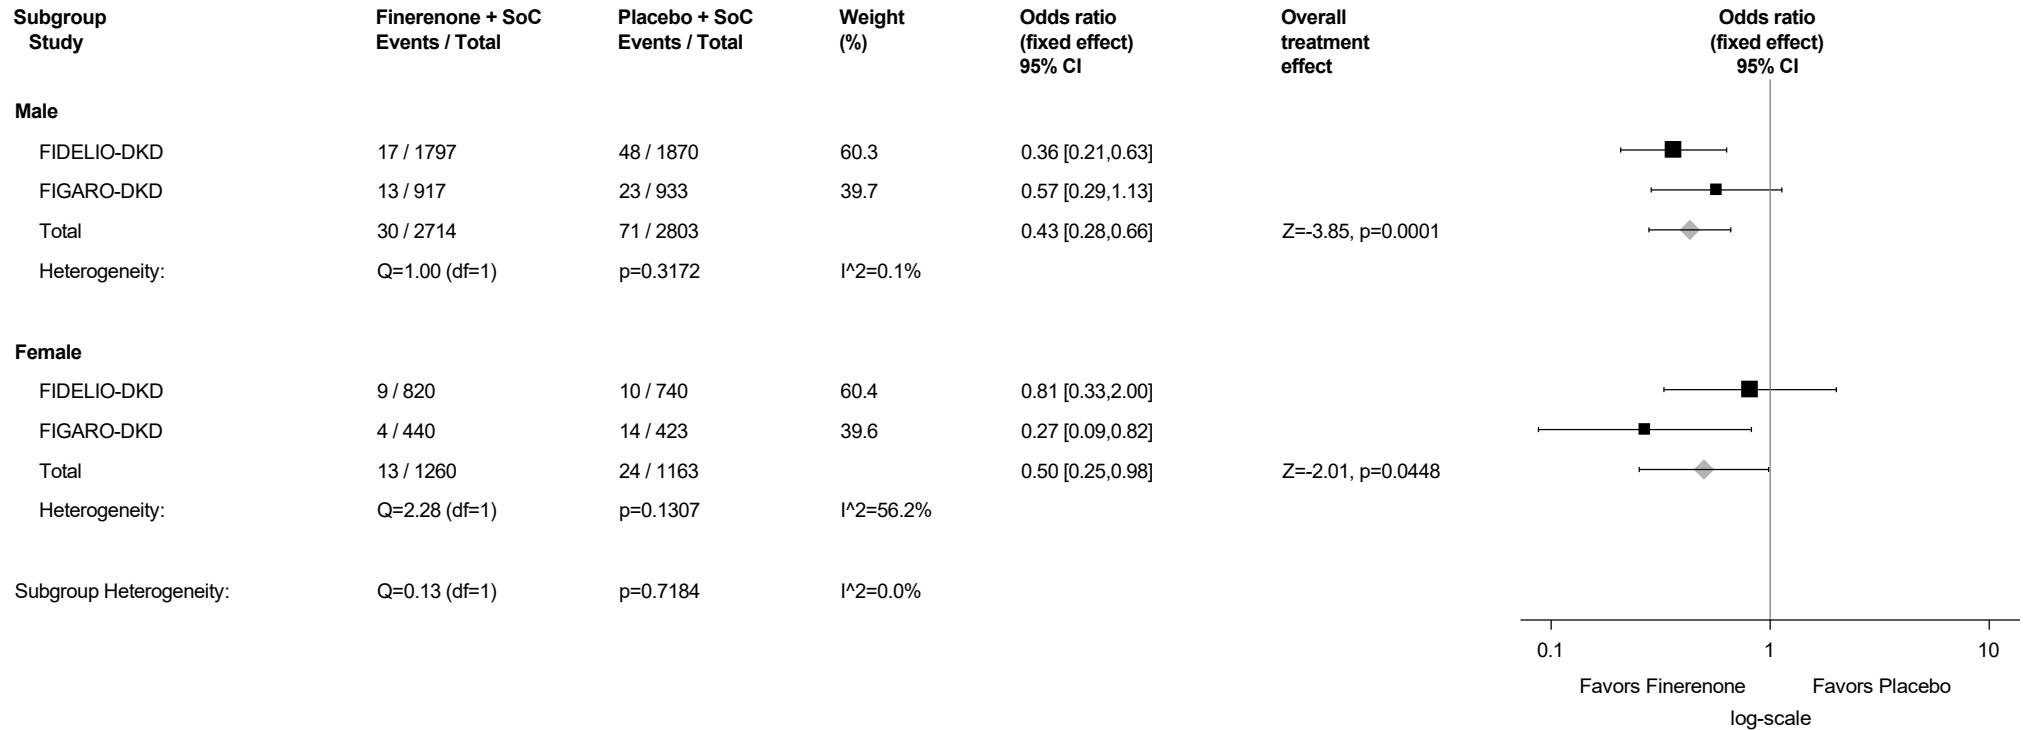 Subgroup Finerenone + SoC Placebo + SoC Weight Odds ratio Overall Odds ratio
Study Events / Total Events / Total (%) (fixed effect) treatment (fixed effect)
95% CI effect 95% CI
Male
FIDELIO-DKD 17 / 1797 48 / 1870 60.3 0.36 [0.21,0.63]
FIGARO-DKD 13 / 917 23 / 933 39.7 0.57 [0.29,1.13]
Total 30 / 2714 71 / 2803 0.43 [0.28,0.66] Z=-3.85, p=0.0001
Heterogeneity: Q=1.00 (df=1) p=0.3172 I^2=0.1%
Female
FIDELIO-DKD 9 / 820 10 / 740 60.4 0.81 [0.33,2.00]
FIGARO-DKD 4 / 440 14 / 423 39.6 0.27 [0.09,0.82]
Total 13 / 1260 24 / 1163 0.50 [0.25,0.98] Z=-2.01, p=0.0448
Heterogeneity: Q=2.28 (df=1) p=0.1307 I^2=56.2%
Subgroup Heterogeneity: Q=0.13 (df=1) p=0.7184 I^2=0.0%
0.1 1 10
Favors Finerenone Favors Placebo
log-scale